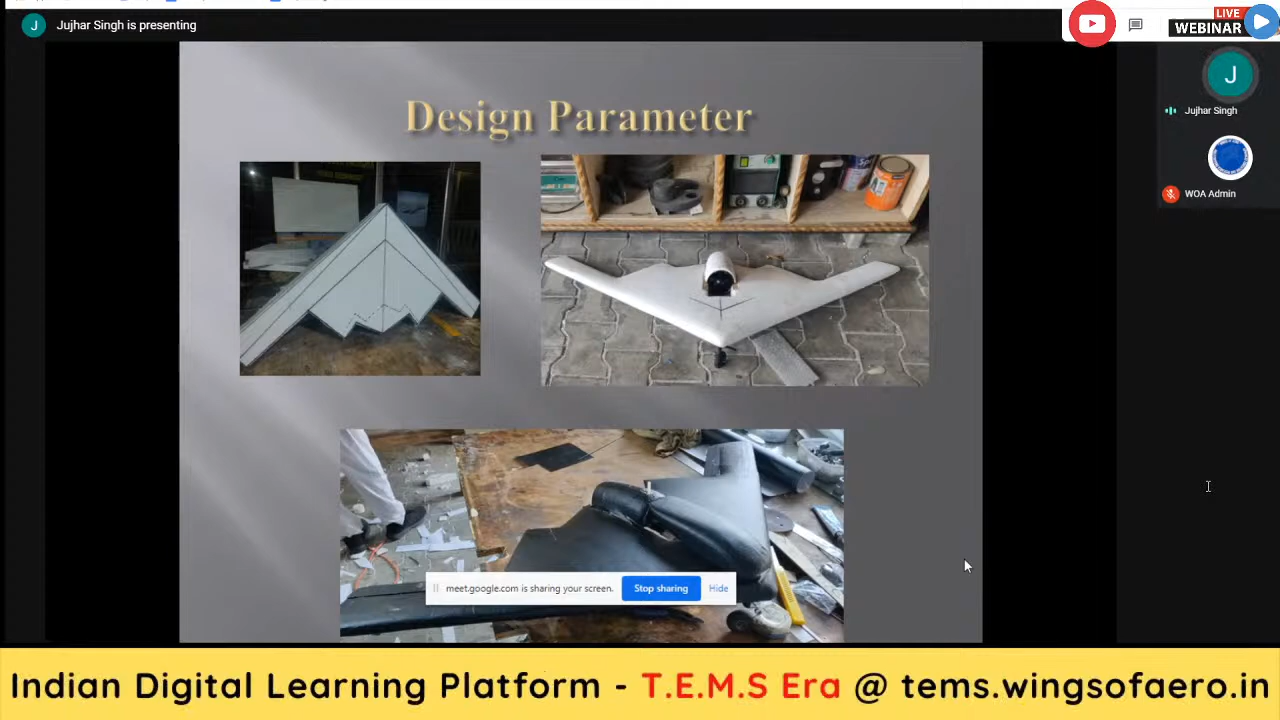 J
Jujhar Singh is presenting
LIVE
WEBINAR
J
Jujhar Singh
WOA Admin
Design Parameter
meet.google.com is sharing your screen.
Stop sharing
Hide
Indian Digital Learning Platform - T.E.M.S Era @ tems.wingsofaero.in